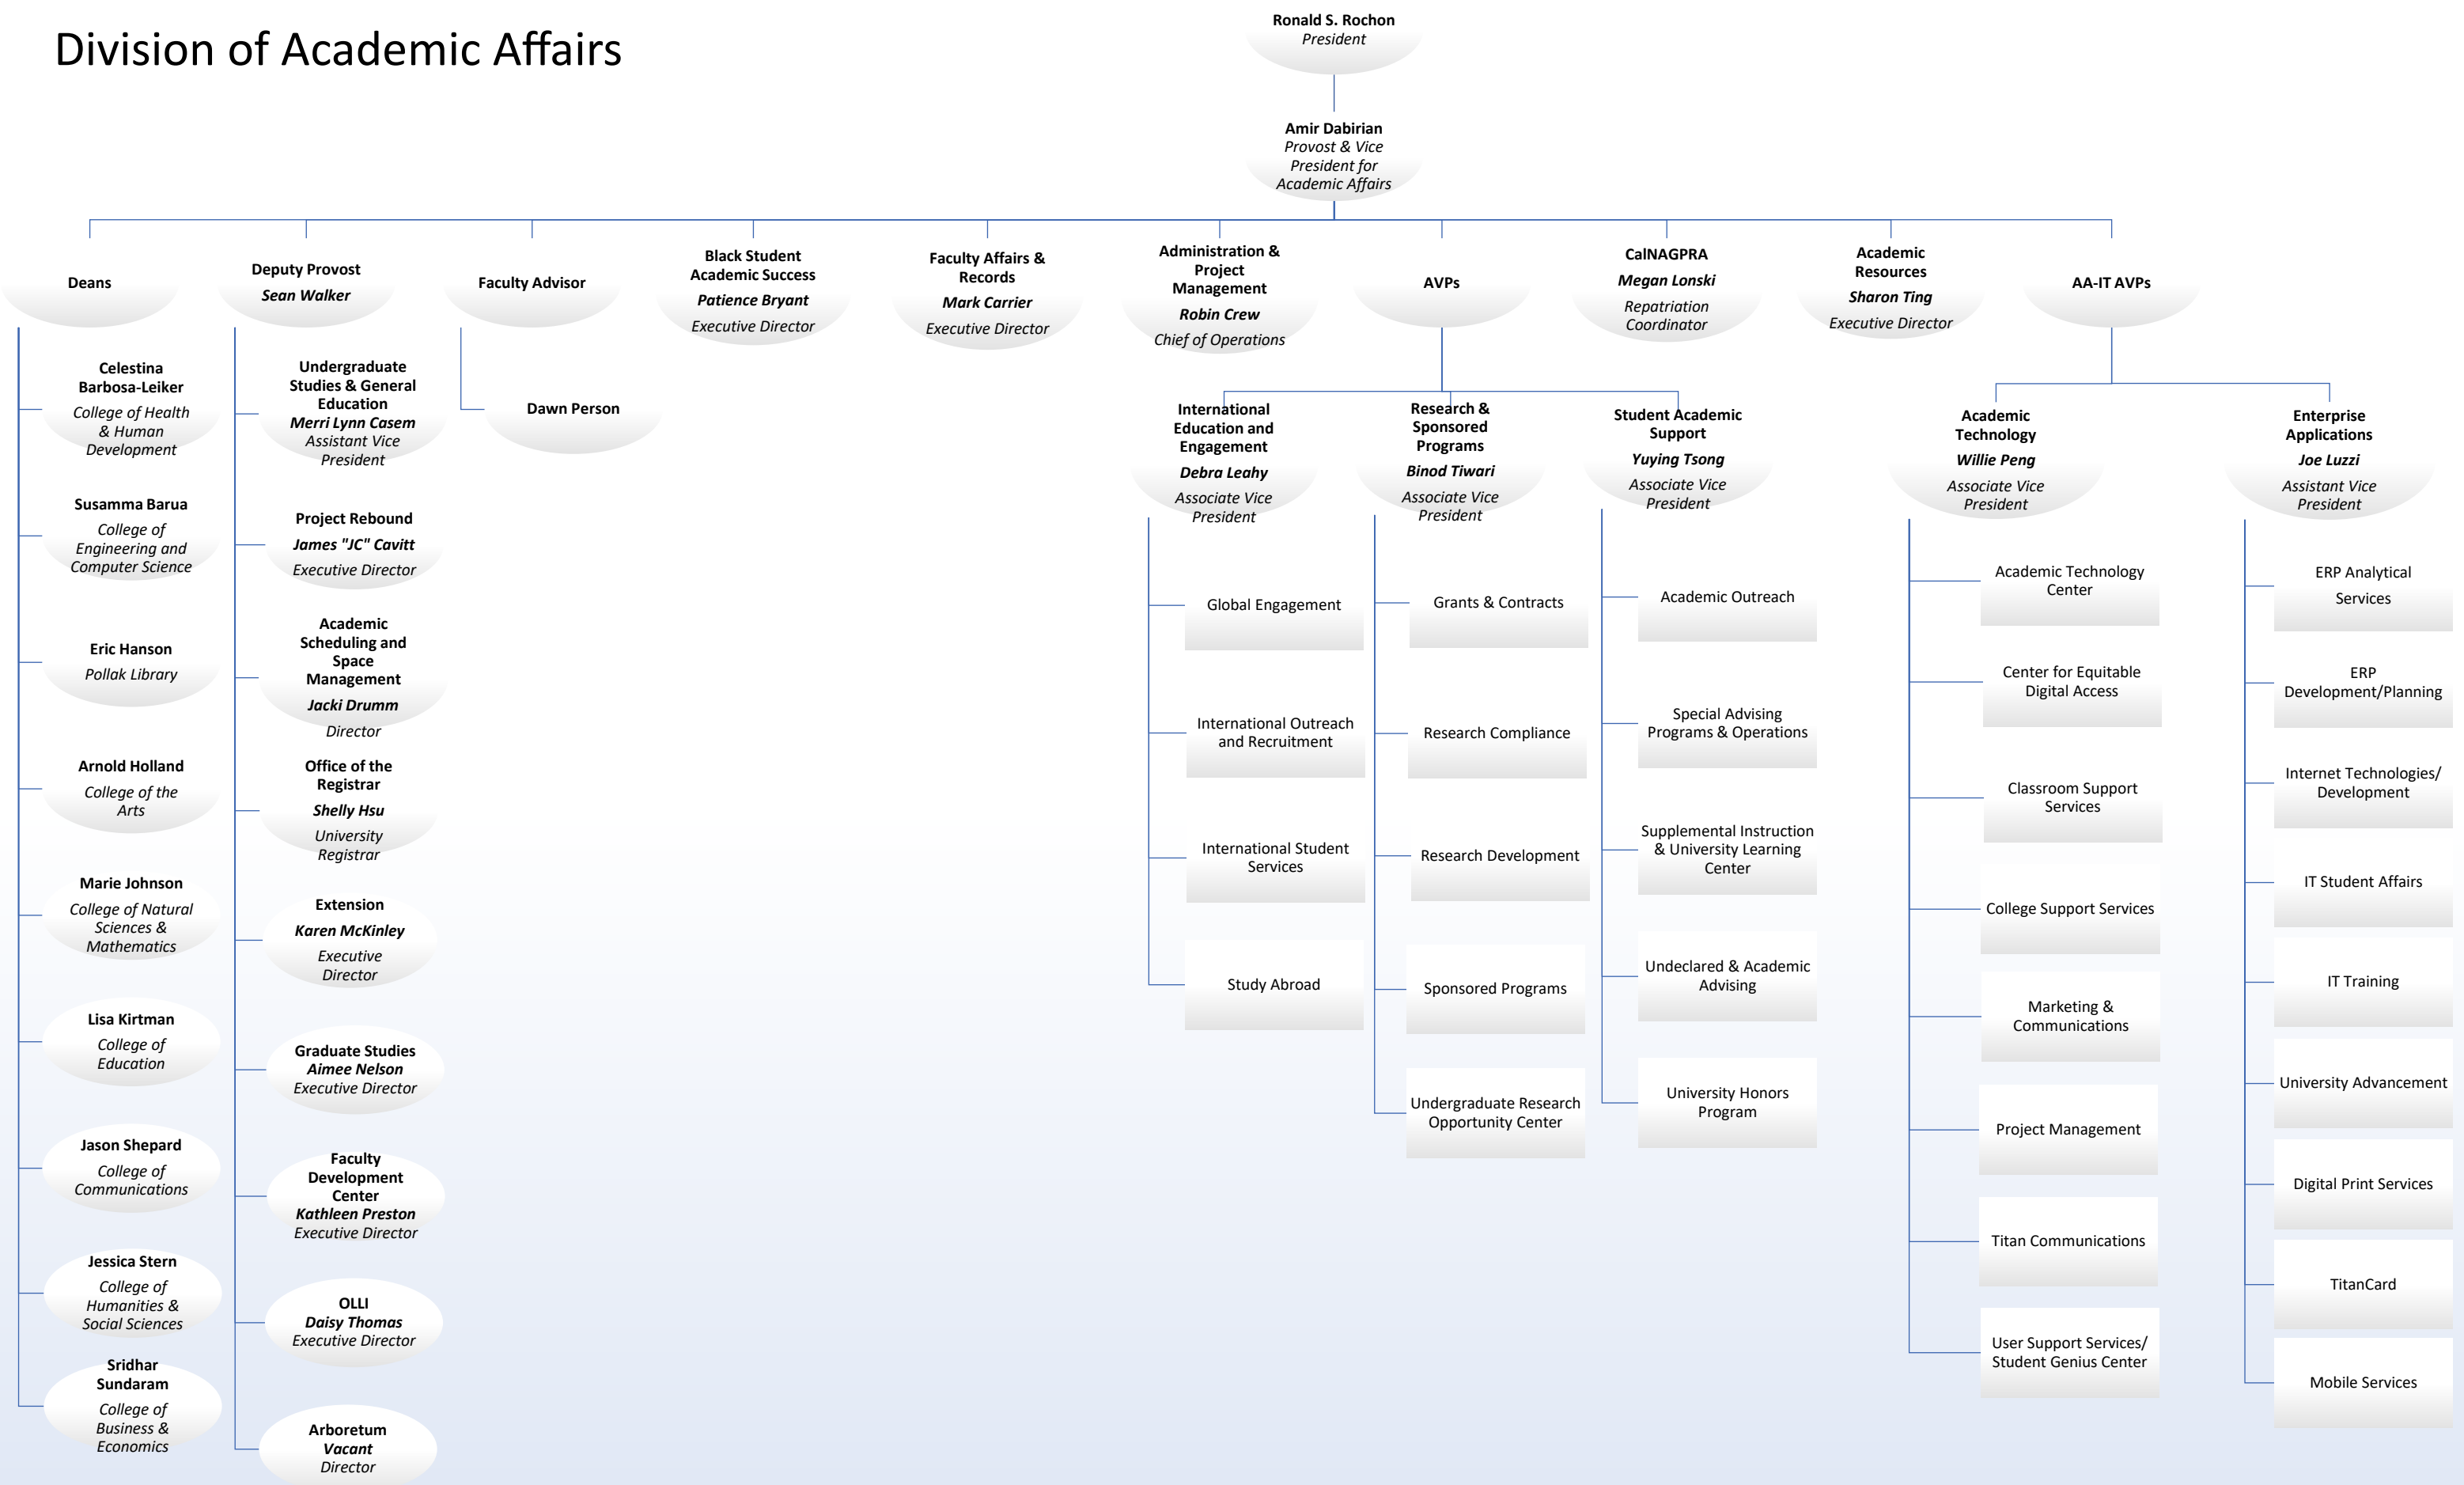 Division of Academic Affairs
Ronald S. Rochon
President
Amir Dabirian
Provost & Vice
President for
Academic Affairs
Deans
Deputy Provost
Sean Walker
Faculty Advisor
Black Student
Academic Success
Patience Bryant
Executive Director
Faculty Affairs &
Records
Mark Carrier
Executive Director
Administration &
Project
Management
Robin Crew
Chief of Operations
AVPs
CalNAGPRA
Megan Lonski
Repatriation
Coordinator
Academic
Resources
Sharon Ting
Executive Director
AA-IT AVPs
Celestina
Barbosa-Leiker
College of Health
& Human
Development
Susamma Barua
College of
Engineering and
Computer Science
Eric Hanson
Pollak Library
Arnold Holland
College of the
Arts
Marie Johnson
College of Natural
Sciences &
Mathematics
Lisa Kirtman
College of
Education
Jason Shepard
College of
Communications
Jessica Stern
College of
Humanities &
Social Sciences
Sridhar
Sundaram
College of
Business &
Economics
Undergraduate
Studies & General
Education
Merri Lynn Casem
Assistant Vice
President
Project Rebound
James "JC" Cavitt
Executive Director
Academic
Scheduling and
Space
Management
Jacki Drumm
Director
Office of the
Registrar
Shelly Hsu
University
Registrar
Extension
Karen McKinley
Executive
Director
Graduate Studies
Aimee Nelson
Executive Director
Faculty
Development
Center
Kathleen Preston
Executive Director
OLLI
Daisy Thomas
Executive Director
Arboretum
Vacant
Director
Dawn Person
International
Education and
Engagement
Debra Leahy
Associate Vice
President
Global Engagement
International Outreach
and Recruitment
International Student
Services
Study Abroad
Research &
Sponsored
Programs
Binod Tiwari
Associate Vice
President
Grants & Contracts
Research Compliance
Research Development
Sponsored Programs
Undergraduate Research
Opportunity Center
Student Academic
Support
Yuying Tsong
Associate Vice
President
Academic Outreach
Special Advising
Programs & Operations
Supplemental Instruction
& University Learning
Center
Undeclared & Academic
Advising
University Honors
Program
Academic
Technology
Willie Peng
Associate Vice
President
Academic Technology
Center
Center for Equitable
Digital Access
Classroom Support
Services
College Support Services
Marketing &
Communications
Project Management
Titan Communications
User Support Services/
Student Genius Center
Enterprise
Applications
Joe Luzzi
Assistant Vice
President
ERP Analytical
Services
ERP
Development/Planning
Internet Technologies/
Development
IT Student Affairs
IT Training
University Advancement
Digital Print Services
TitanCard
Mobile Services